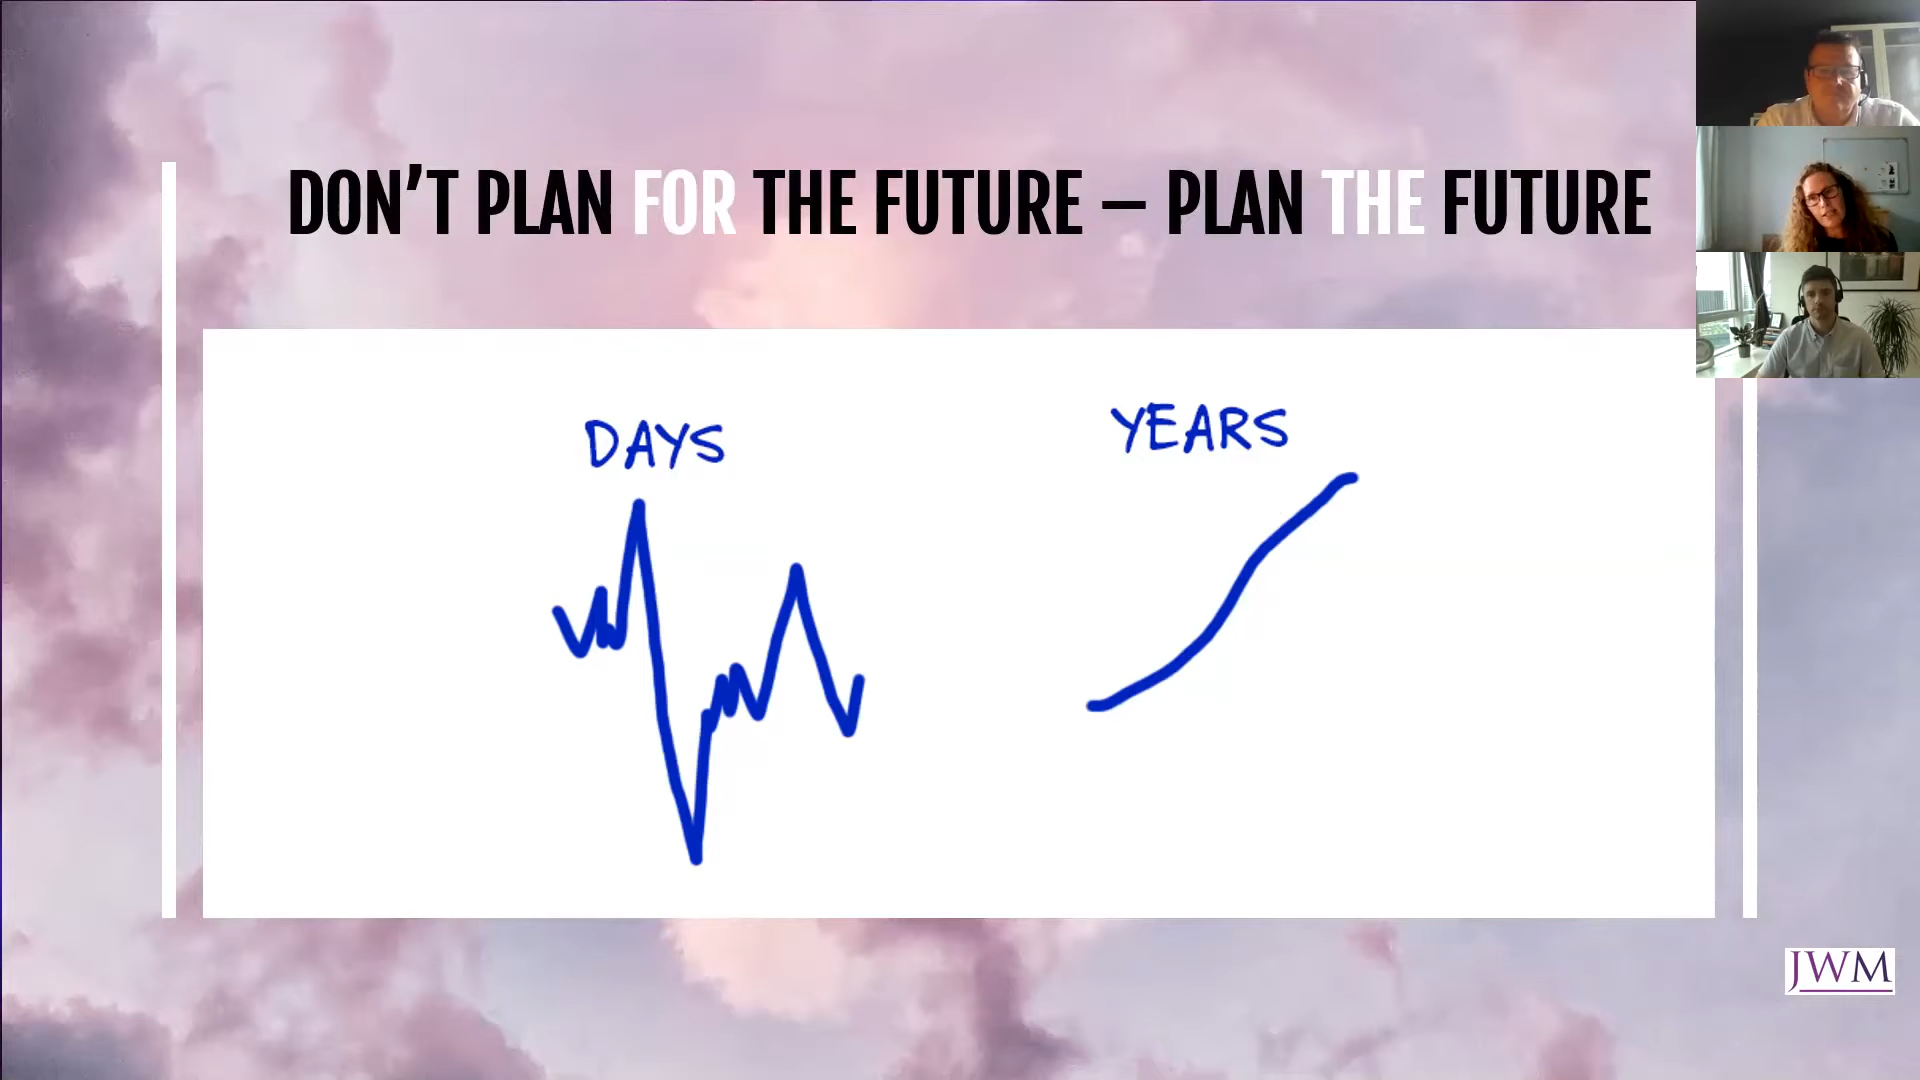 DON’T PLAN FOR THE FUTURE – PLAN THE FUTURE
DAYS
YEARS
JWM